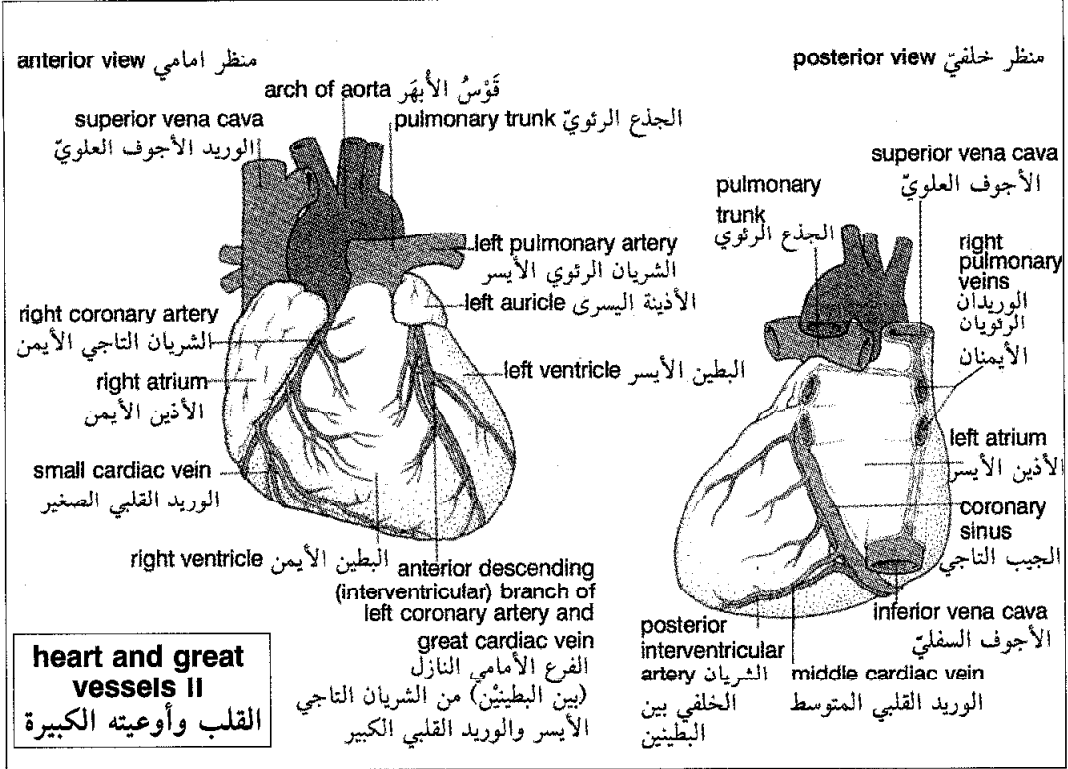 anterior view منظر امامي
arch of aorta قَوْسُ الأبهَر
superior vena cava
الوريد الأجوف العلويّ
pulmonary trunk الجذع الرئويّ
left pulmonary artery
الشريان الرئوي الأيسر
left auricle الأذينة اليسرى
right coronary artery
الشريان التاجي الأيمن
right atrium
الأذَين الأيمن
left ventricle البطين الأيسر
small cardiac vein
الوريد القلبي الصغير
right ventricle البطين الأيمن
anterior descending
(interventricular) branch of
left coronary artery and
great cardiac vein
الفرع الأمامي النازل
(بين البطينيْن) من الشريان التاجي
الأيسر والوريد القلبي الكبير
posterior view منظر خلفيّ
superior vena cava
الأجوف العلويّ
pulmonary
trunk
الجذع الرئوي
right
pulmonary
veins
الوريدان
الرئويان
الأيمنان
left atrium
الأذين الأيسر
coronary
sinus
الجيب التاجي
inferior vena cava
الأجوف السفليّ
posterior
interventricular
artery الشريان
الخلفي بين
البطينين
middle cardiac vein
الوريد القلبي المتوسط
heart and great
vessels II
القلب وأوعيته الكبيرة